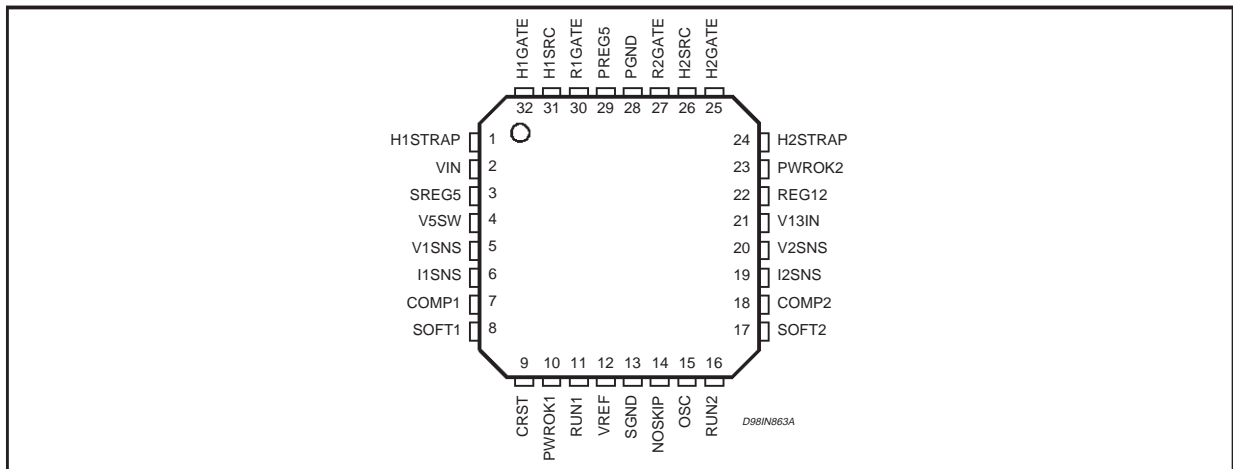 H1GATE
H1SRC
R1GATE
PREG5
PGND
R2GATE
H2SRC
H2GATE
32 31 30 29 28 27 26 25
H1STRAP 1 24 H2STRAP
VIN 2 23 PWROK2
SREG5 3 22 REG12
V5SW 4 21 V13IN
V1SNS 5 20 V2SNS
I1SNS 6 19 I2SNS
COMP1 7 18 COMP2
SOFT1 8 17 SOFT2
9 10 11 12 13 14 15 16
CRST
PWROK1
RUN1
VREF
SGND
NOSKIP
OSC
RUN2
D98IN863A